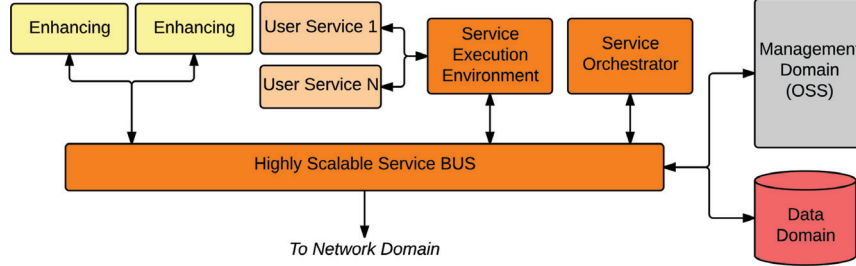 Enhancing
Enhancing
User Service 1
User Service N
Service
Execution
Environment
Service
Orchestrator
Management
Domain
(OSS)
Highly Scalable Service BUS
Data
Domain
To Network Domain